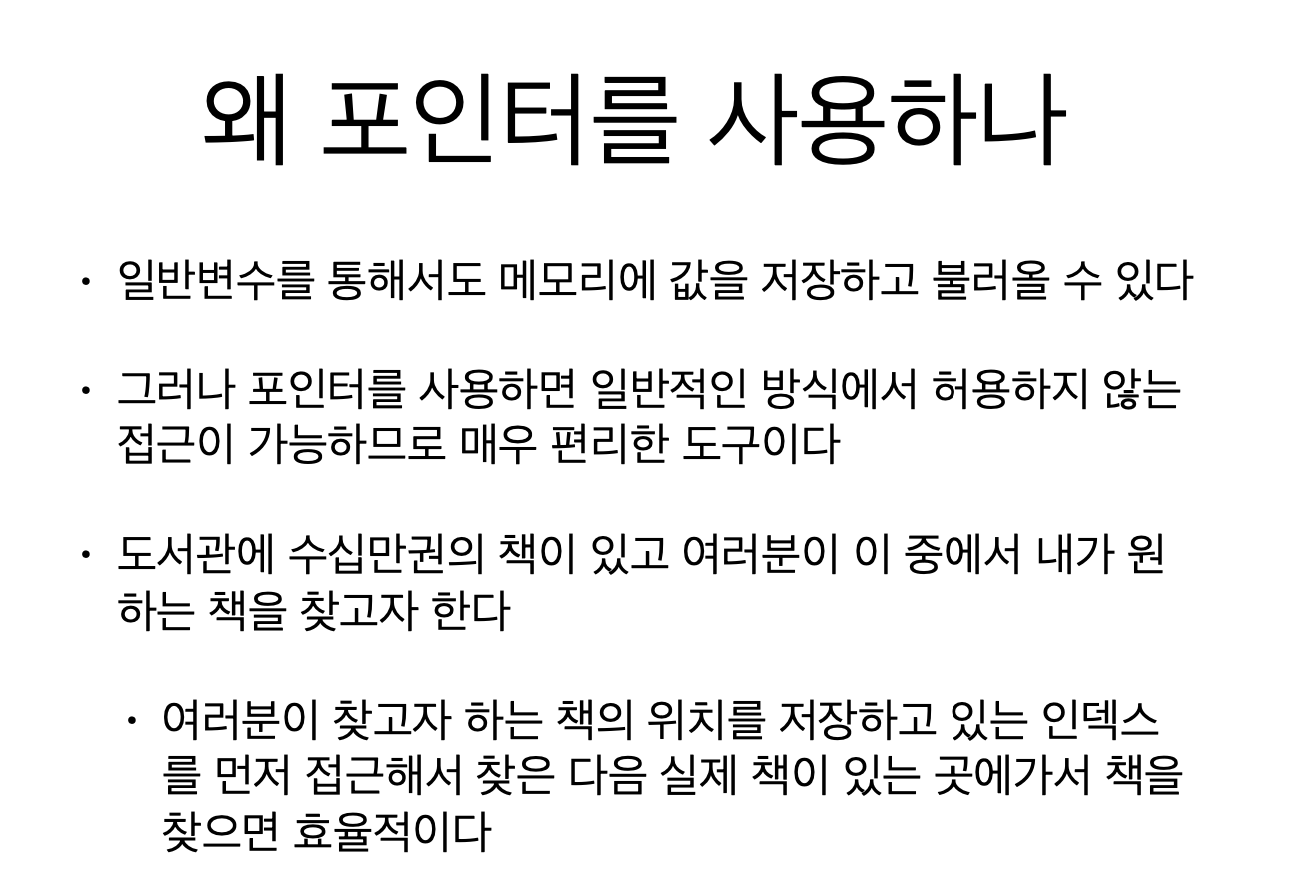 왜 포인터를 사용하나
• 일반변수를 통해서도 메모리에 값을 저장하고 불러올 수 있다
• 그러나 포인터를 사용하면 일반적인 방식에서 허용하지 않는
접근이 가능하므로 매우 편리한 도구이다
• 도서관에 수십만권의 책이 있고 여러분이 이 중에서 내가 원
하는 책을 찾고자 한다
• 여러분이 찾고자 하는 책의 위치를 저장하고 있는 인덱스
를 먼저 접근해서 찾은 다음 실제 책이 있는 곳에가서 책을
찾으면 효율적이다